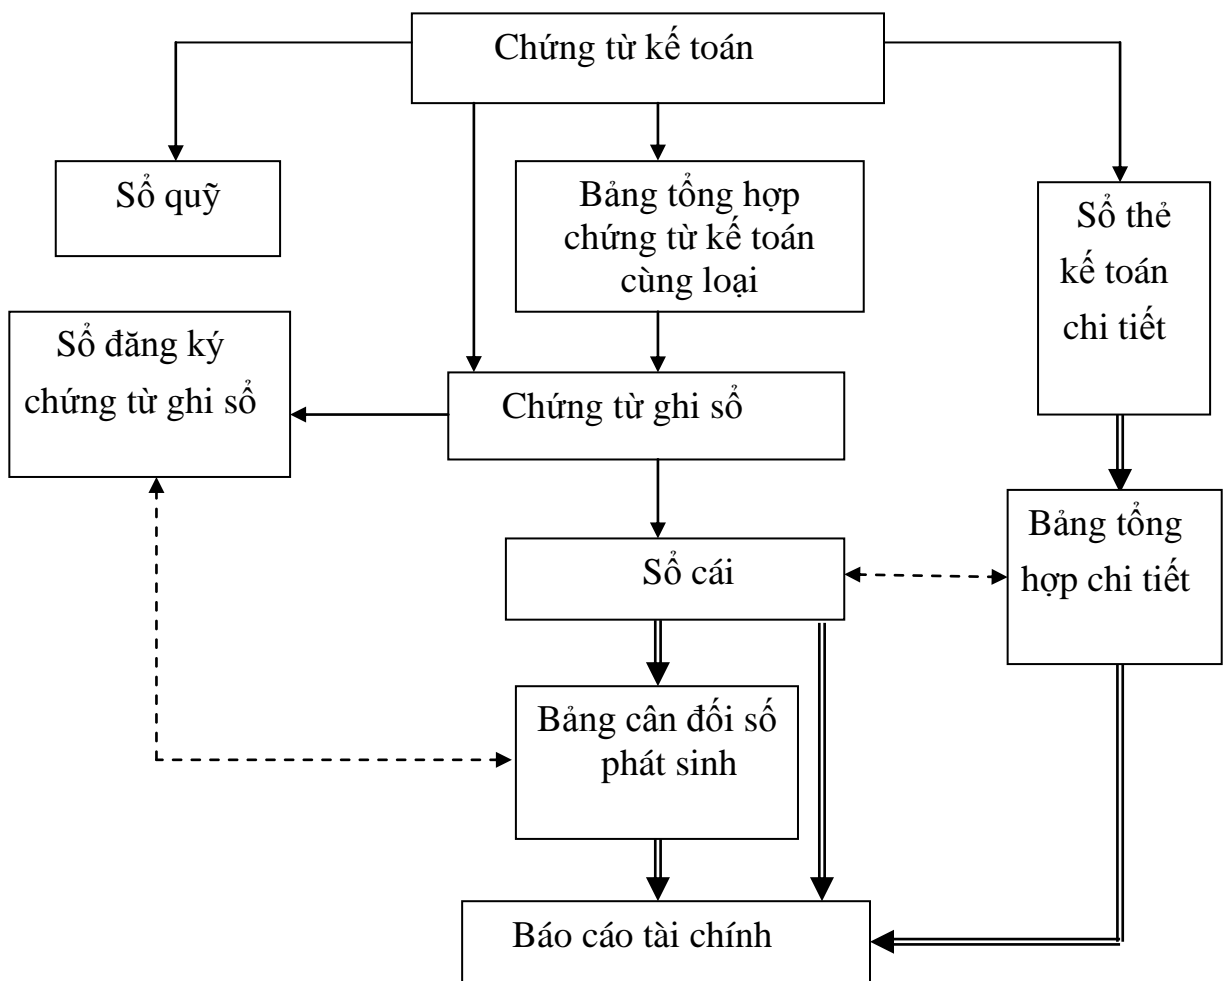 Chứng từ kế toán
Sổ quỹ
Bảng tổng hợp
chứng từ kế toán
cùng loại
Sổ thẻ
kế toán
chi tiết
Sổ đăng ký
chứng từ ghi sổ
Chứng từ ghi sổ
Bảng tổng
hợp chi tiết
Sổ cái
Bảng cân đối số
phát sinh
Báo cáo tài chính